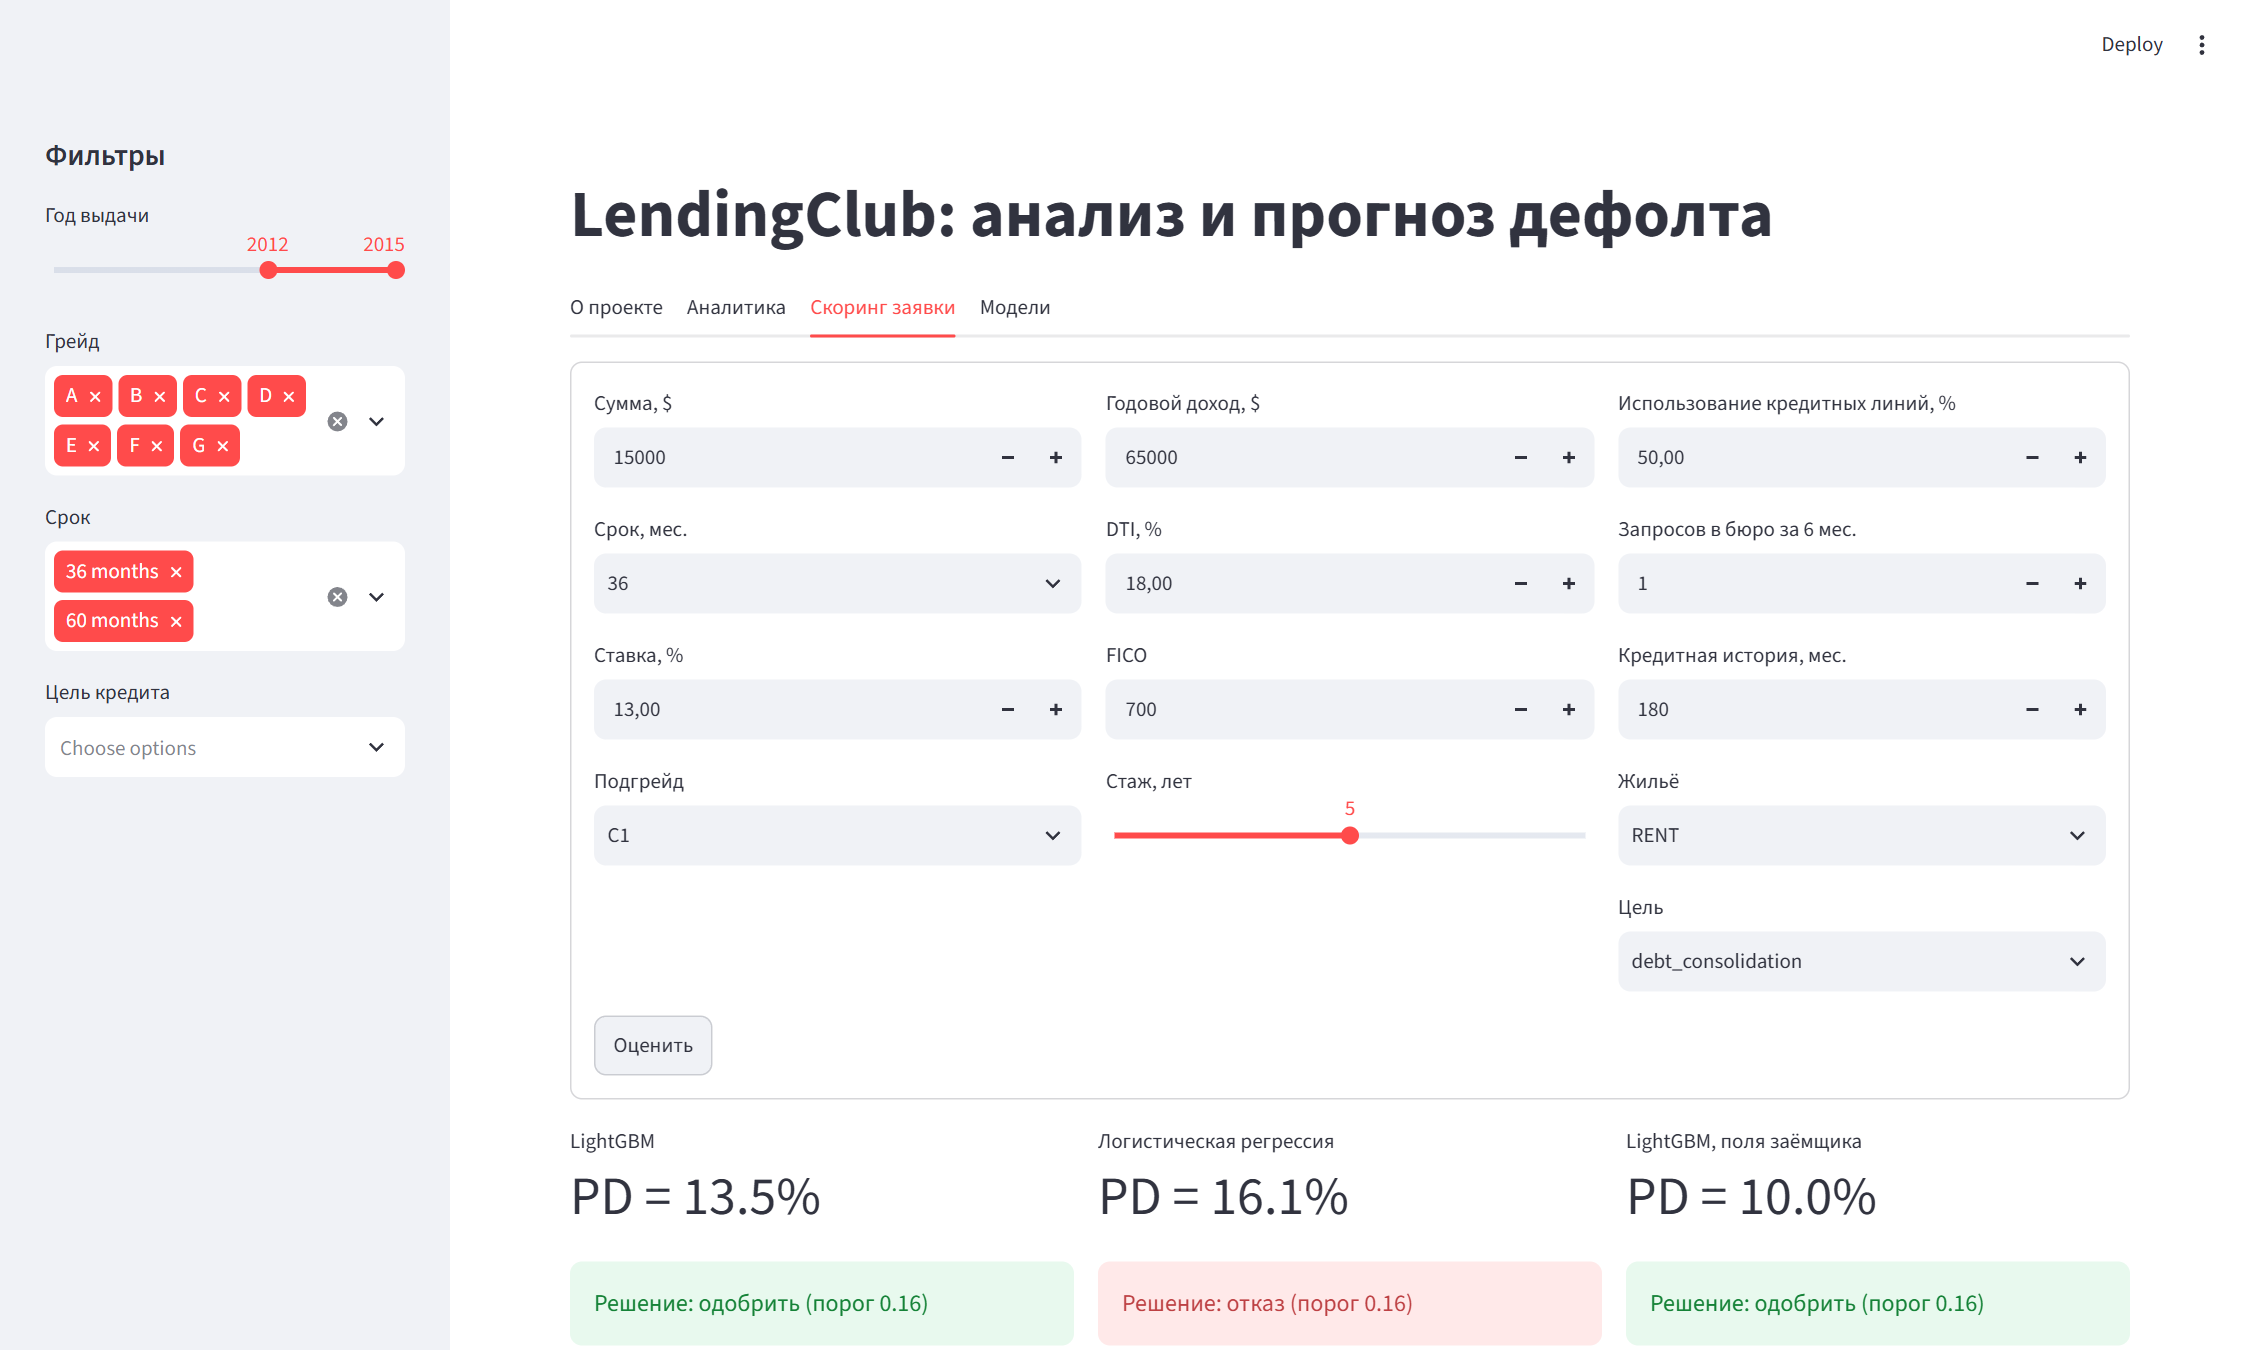 Deploy
Фильтры
Год выдачи
2012 2015
Грейд
A B C D
E F G
Срок
36 months
60 months
Цель кредита
Choose options
LendingClub: анализ и прогноз дефолта
О проекте Аналитика Скоринг заявки Модели
Сумма, $ Годовой доход, $ Использование кредитных линий, %
15000 65000 50,00
Срок, мес. DTI, % Запросов в бюро за 6 мес.
36 18,00 1
Ставка, % FICO Кредитная история, мес.
13,00 700 180
Подгрейд Стаж, лет Жильё
5
C1 RENT
Цель
debt_consolidation
Оценить
LightGBM Логистическая регрессия LightGBM, поля заёмщика
PD = 13.5% PD = 16.1% PD = 10.0%
Решение: одобрить (порог 0.16) Решение: отказ (порог 0.16) Решение: одобрить (порог 0.16)